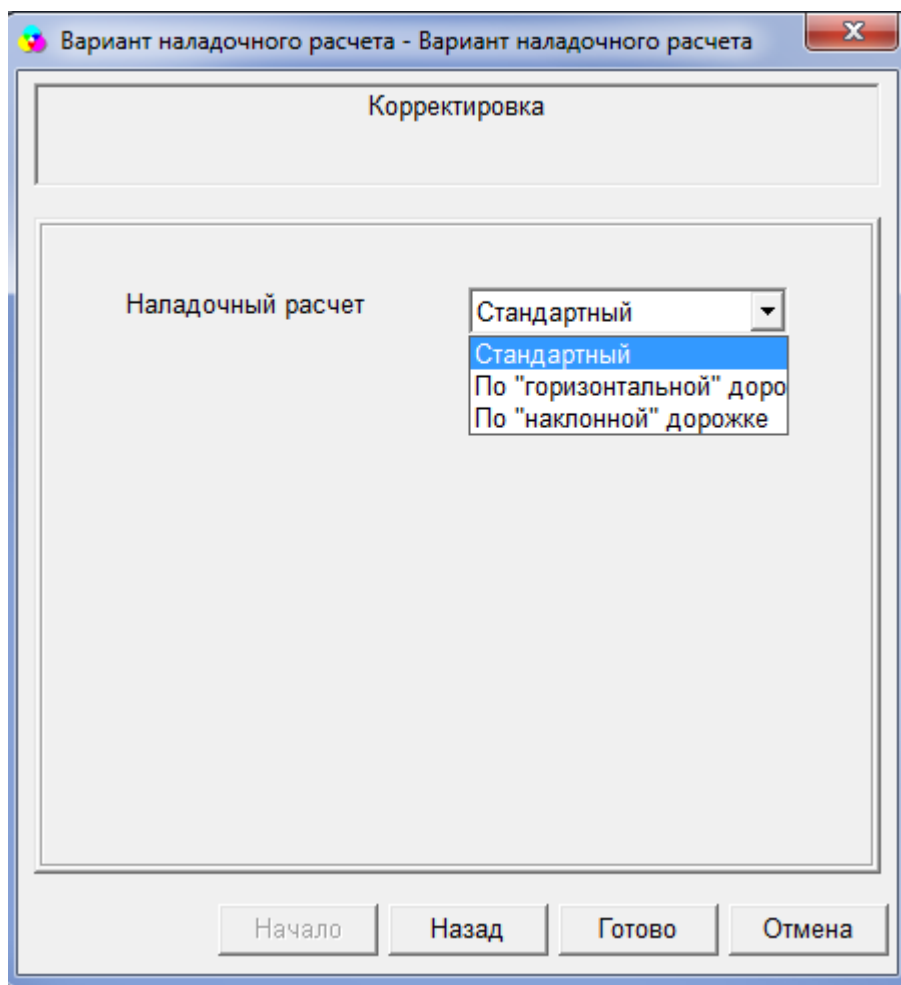 Вариант наладочного расчета - Вариант наладочного расчета
Корректировка
Наладочный расчет
Стандартный
Стандартный
По "горизонтальной" доро
По "наклонной" дорожке
Начало Назад Готово Отмена